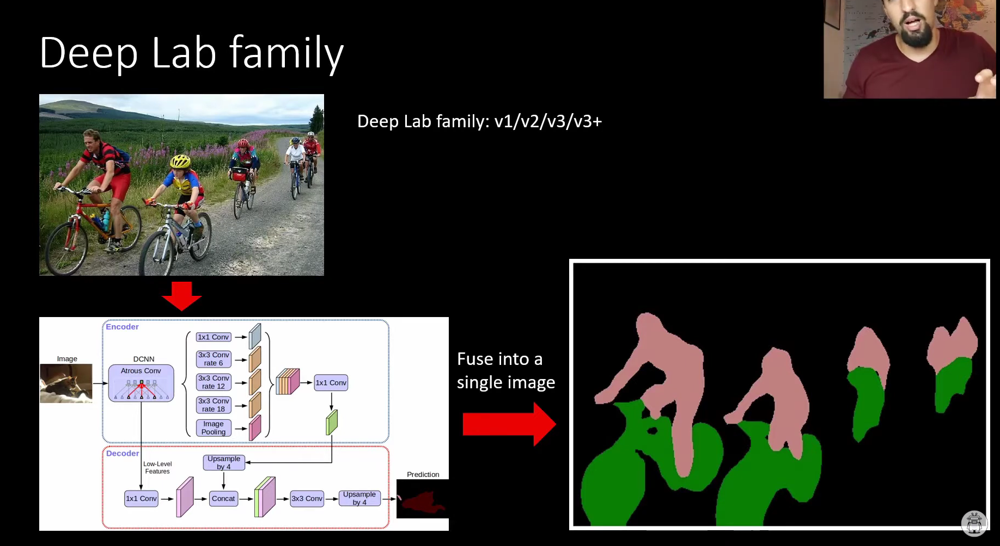 Deep Lab family
Deep Lab family: v1/v2/v3/v3+
Encoder
Image
DCNN
Atrous Conv
1x1 Conv
3x3 Conv
rate 6
3x3 Conv
rate 12
3x3 Conv
rate 18
Image
Pooling
1x1 Conv
Decoder
Low-Level
Features
Upsample
by 4
1x1 Conv
Concat
3x3 Conv
Upsample
by 4
Prediction
Fuse into a
single image